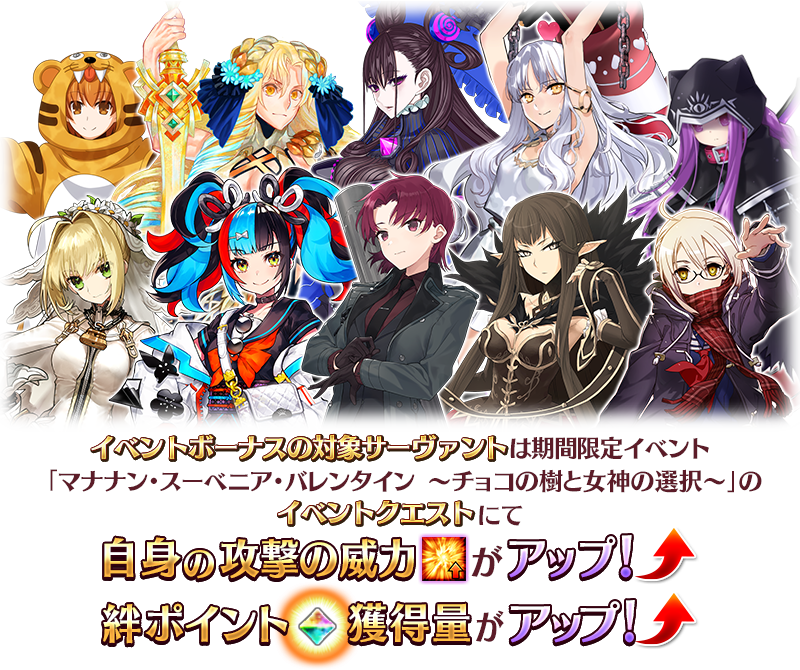 イベントボーナスの対象サーヴァントは期間限定イベント
「マナナン・スーベニア・バレンタイン ～チョコの樹と女神の選択～」の
イベントクエストにて
自身の攻撃の威力がアップ!
絆ポイント獲得量がアップ!